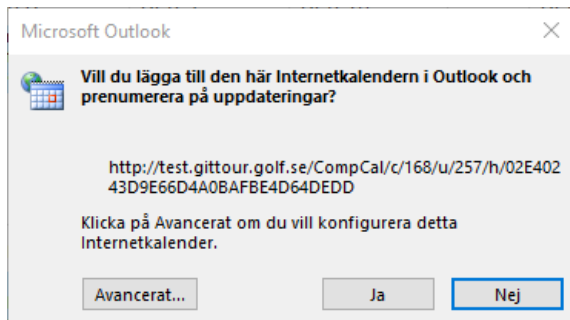 Microsoft Outlook
Vill du lägga till den här Internetkalendern i Outlook och
prenumerera på uppdateringar?
http://test.gittour.golf.se/CompCal/c/168/u/257/h/02E402
43D9E66D4A0BAFBE4D64DEDD
Klicka på Avancerat om du vill konfigurera detta
Internetkalender.
Avancerat... Ja Nej